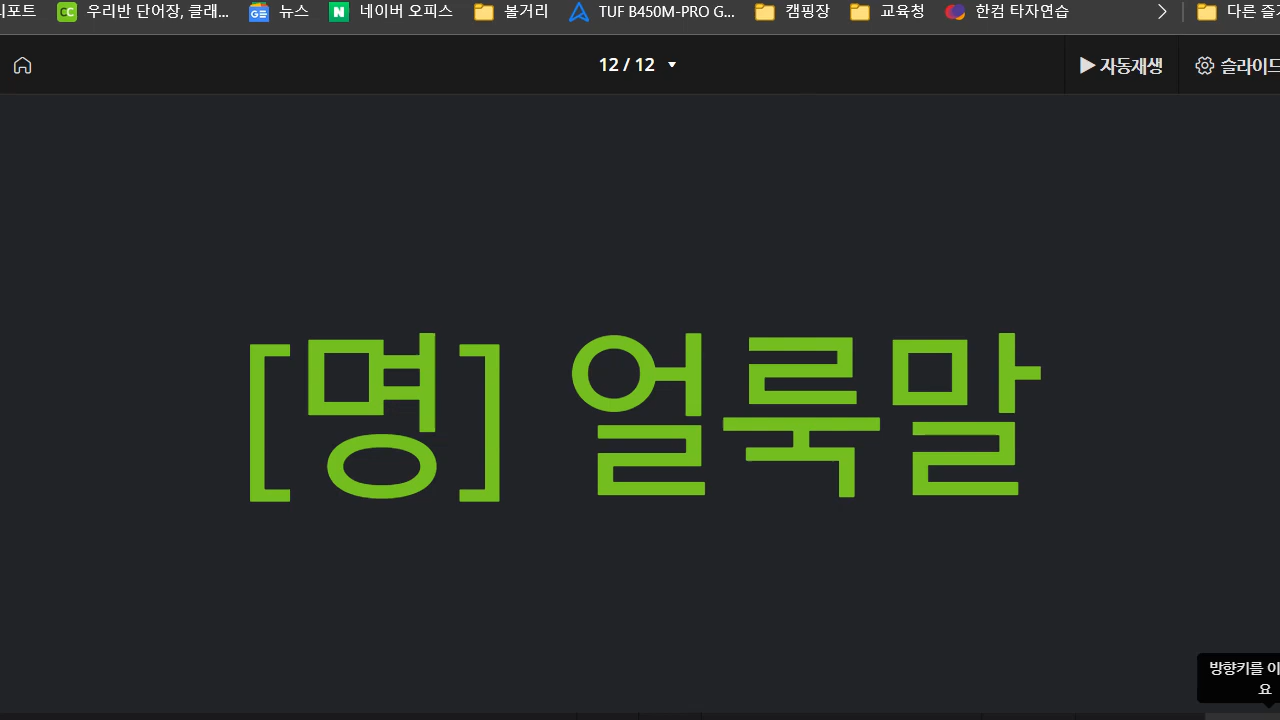 리포트 우리반 단어장, 클래... 뉴스 네이버 오피스 볼거리 TUF B450M-PRO G... 캠핑장 교육청 한컴 타자연습 다른 즐겨
12 / 12 ▶ 자동재생 슬라이드
[명] 얼룩말
방향키를 이
요